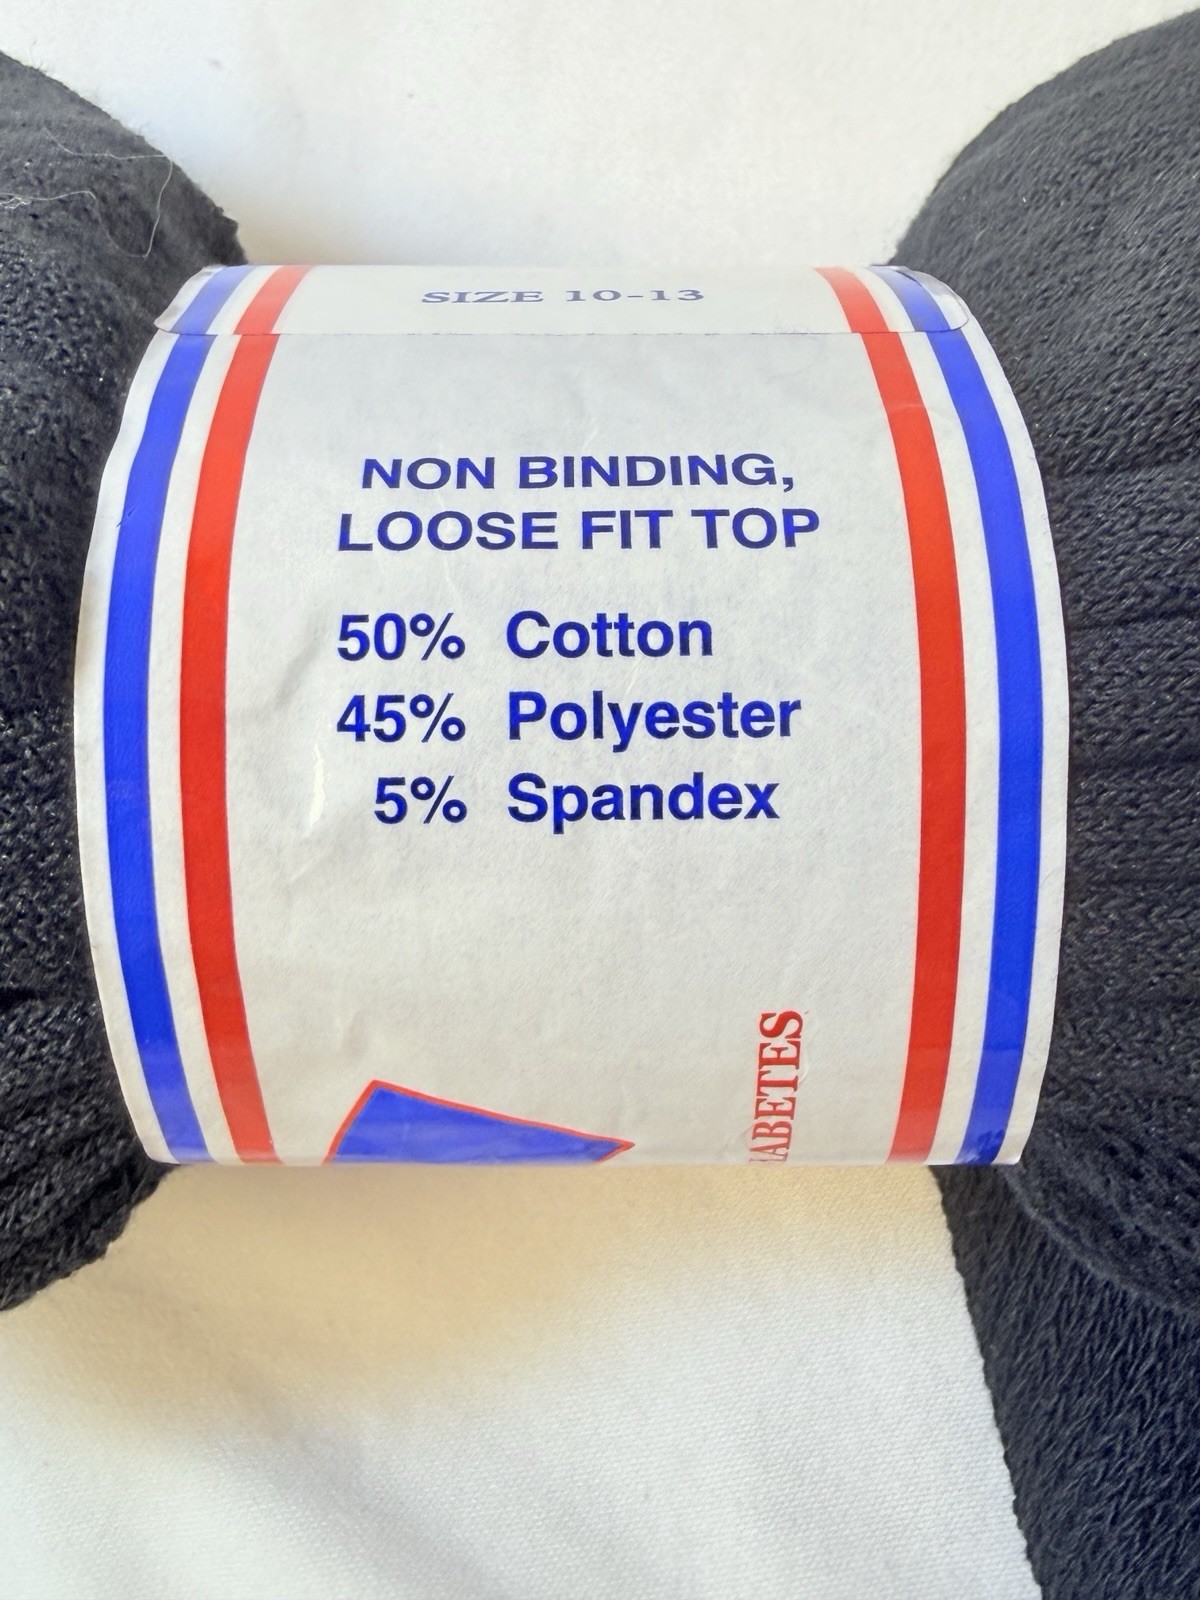 SIZE 10-13
NON BINDING,
LOOSE FIT TOP
50% Cotton
45% Polyester
5% Spandex